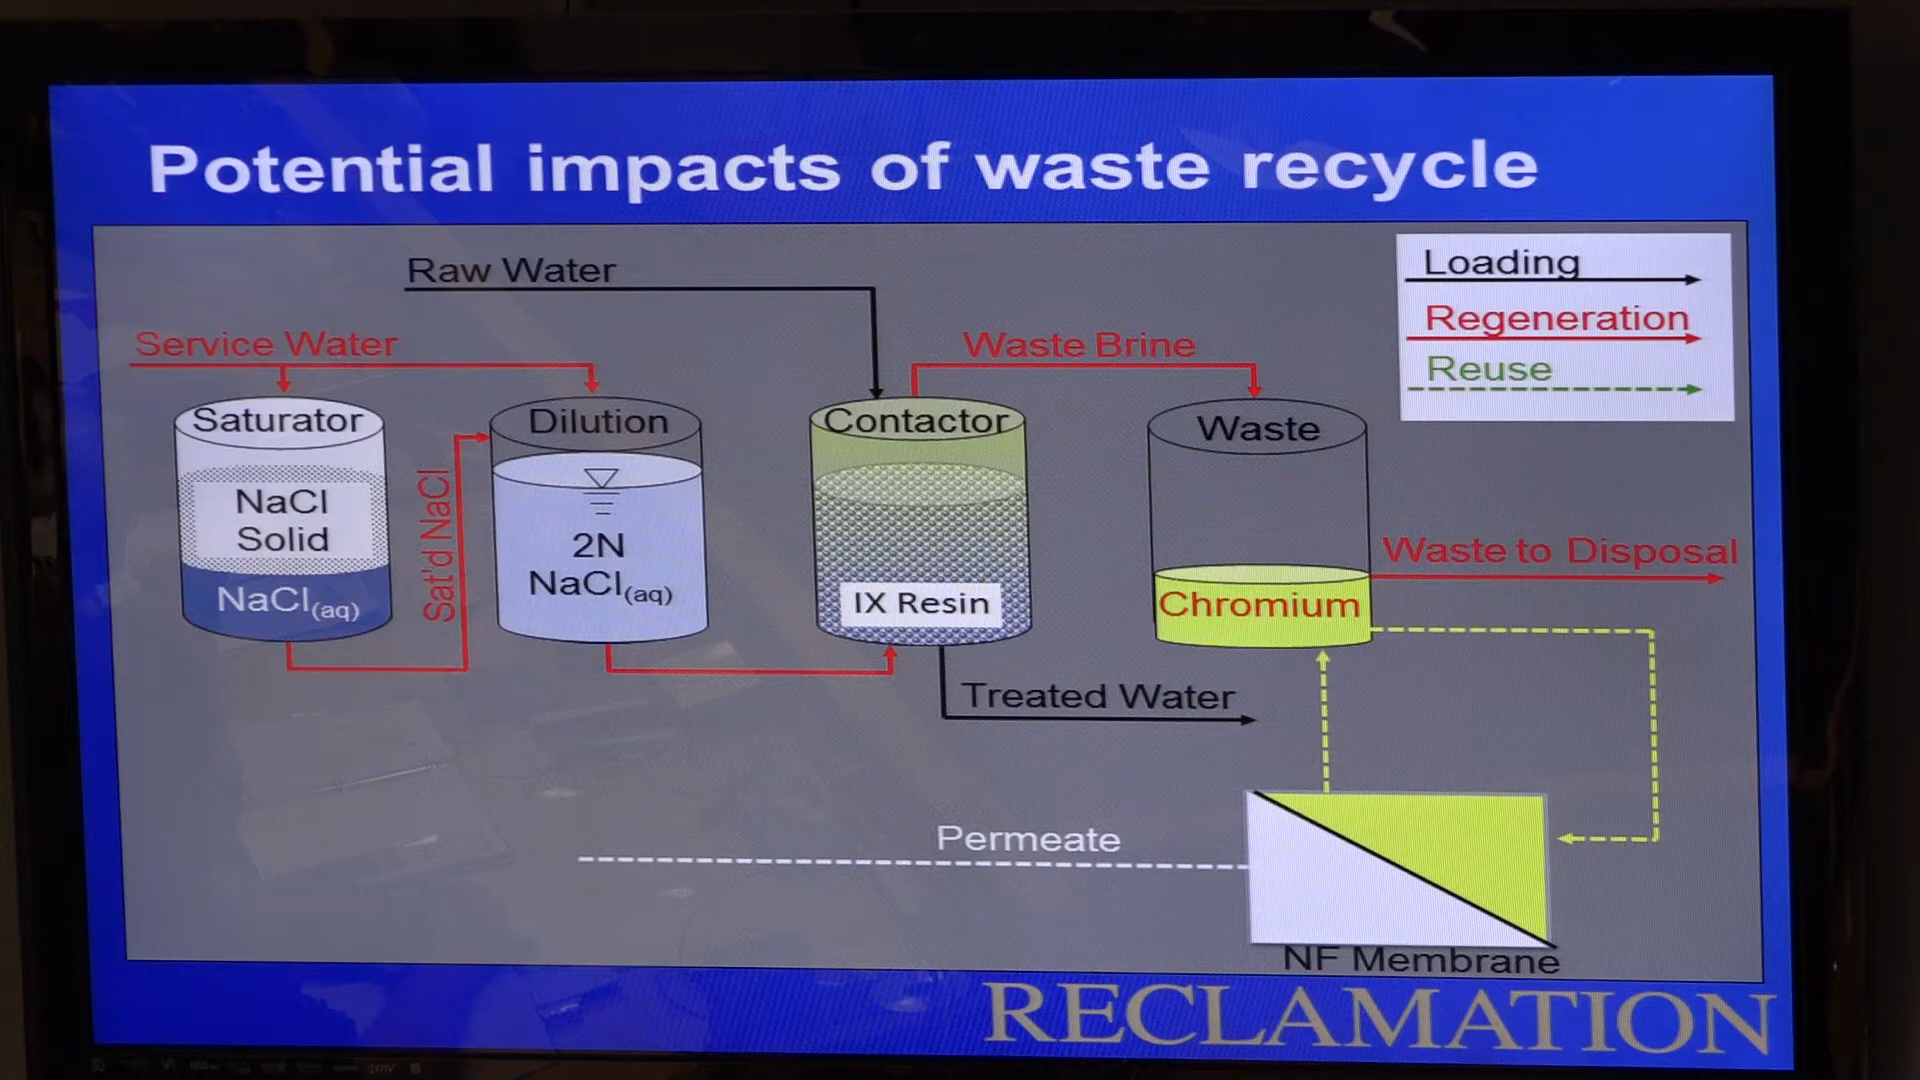 Potential impacts of waste recycle
Raw Water
Loading
Regeneration
Reuse
Service Water
Waste Brine
Saturator
Dilution
Contactor
Waste
NaCl
Solid
NaCl(aq)
Sat'd NaCl
2N
NaCl(aq)
IX Resin
Waste to Disposal
Chromium
Treated Water
Permeate
NF Membrane
RECLAMATION